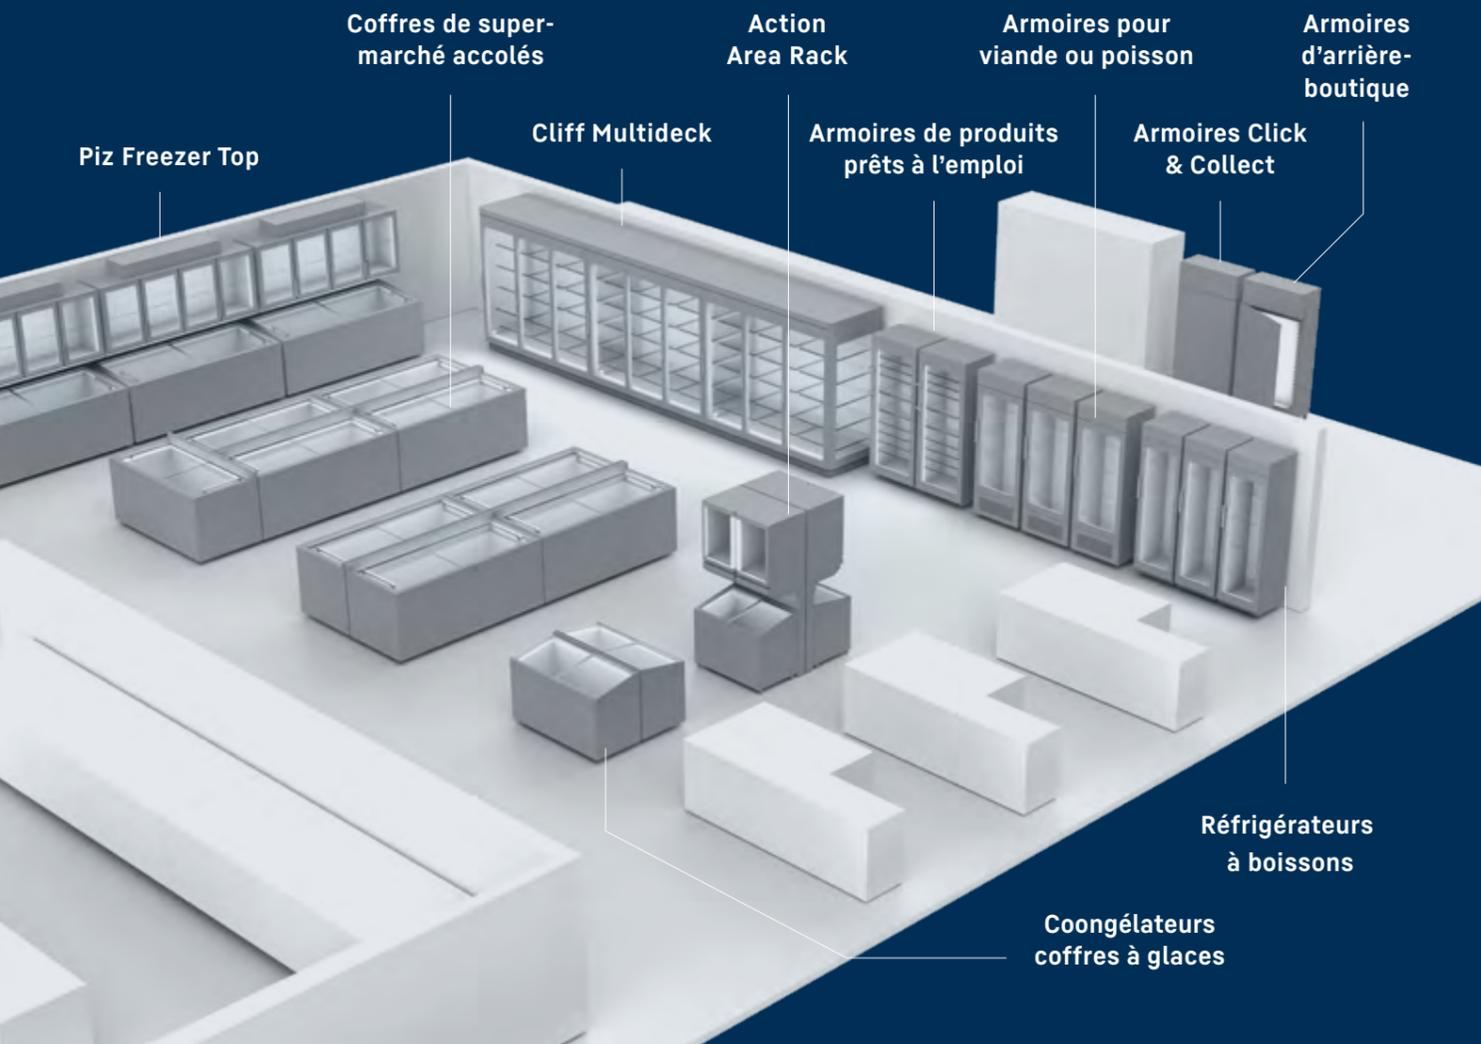 Coffres de super-
marché accolés
Action
Area Rack
Armoires pour
viande ou poisson
Armoires
d'arrière-
boutique
Piz Freezer Top
Cliff Multideck
Armoires de produits
prêts à l'emploi
Armoires Click
& Collect
Réfrigérateurs
à boissons
Coongélateurs
coffres à glaces